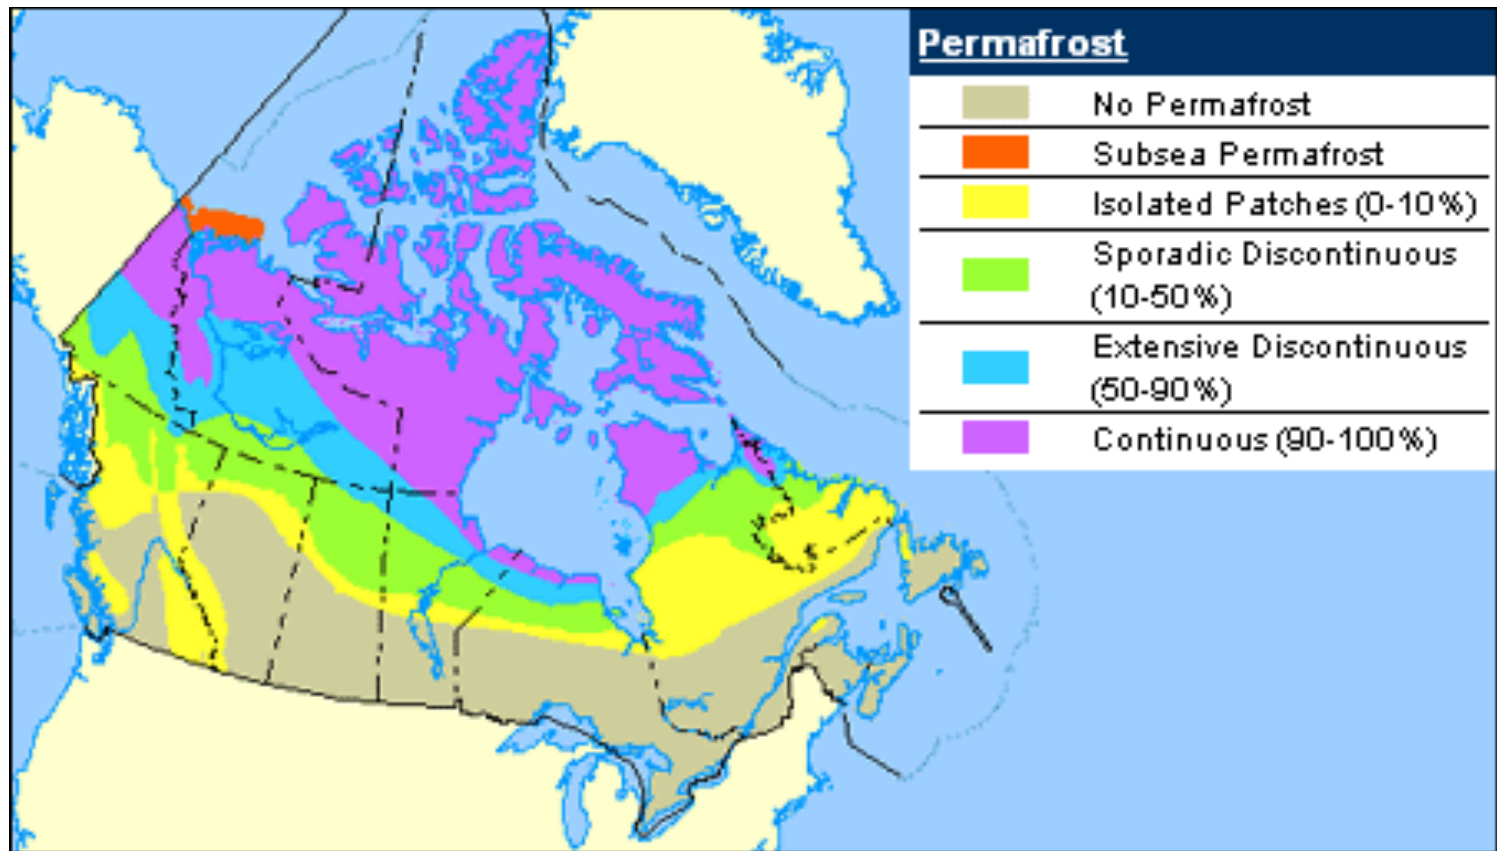 Permafrost
No Permafrost
Subsea Permafrost
Isolated Patches (0-10%)
Sporadic Discontinuous
(10-50%)
Extensive Discontinuous
(50-90%)
Continuous (90-100%)